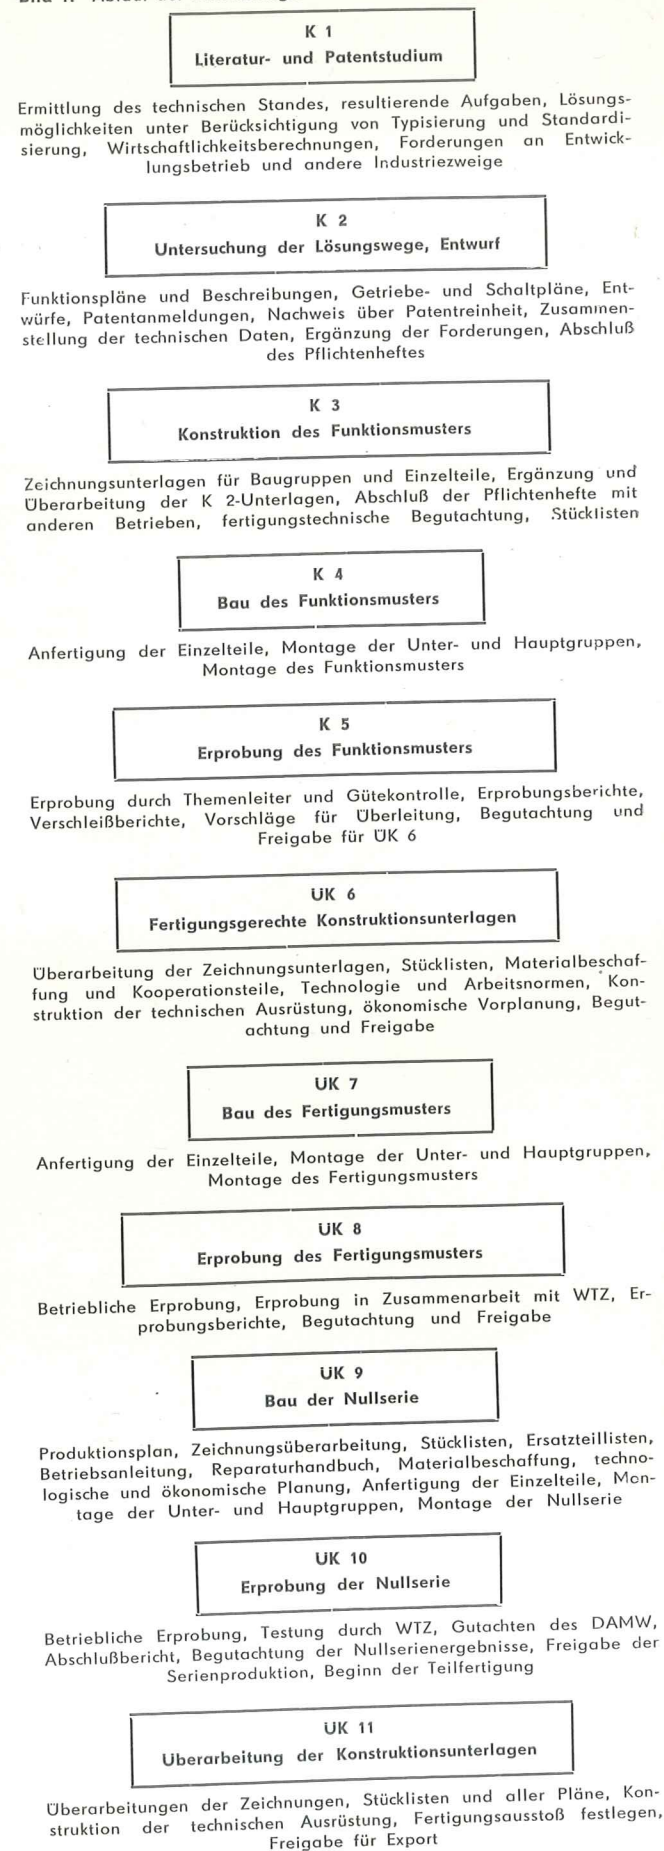 K 1
Literatur- und Patentstudium
Ermittlung des technischen Standes, resultierende Aufgaben, Lösungs-
möglichkeiten unter Berücksichtigung von Typisierung und Standardi-
sierung, Wirtschaftlichkeitsberechnungen, Forderungen an Entwick-
lungsbetrieb und andere Industriezweige
K 2
Untersuchung der Lösungswege, Entwurf
Funktionspläne und Beschreibungen, Getriebe- und Schaltpläne, Ent-
würfe, Patentanmeldungen, Nachweis über Patentreinheit, Zusammen-
stellung der technischen Daten, Ergänzung der Forderungen, Abschluß
des Pflichtenheftes
K 3
Konstruktion des Funktionsmusters
Zeichnungsunterlagen für Baugruppen und Einzelteile, Ergänzung und
Überarbeitung der K 2-Unterlagen, Abschluß der Pflichtenhefte mit
anderen Betrieben, fertigungstechnische Begutachtung, Stücklisten
K 4
Bau des Funktionsmusters
Anfertigung der Einzelteile, Montage der Unter- und Hauptgruppen,
Montage des Funktionsmusters
K 5
Erprobung des Funktionsmusters
Erprobung durch Themenleiter und Gütekontrolle, Erprobungsberichte,
Verschleißberichte, Vorschläge für Überleitung, Begutachtung und
Freigabe für ÜK 6
ÜK 6
Fertigungsgerechte Konstruktionsunterlagen
Überarbeitung der Zeichnungsunterlagen, Stücklisten, Materialbeschaf-
fung und Kooperationsteile, Technologie und Arbeitsnormen, Kon-
struktion der technischen Ausrüstung, ökonomische Vorplanung, Begut-
achtung und Freigabe
ÜK 7
Bau des Fertigungsmusters
Anfertigung der Einzelteile, Montage der Unter- und Hauptgruppen,
Montage des Fertigungsmusters
ÜK 8
Erprobung des Fertigungsmusters
Betriebliche Erprobung, Erprobung in Zusammenarbeit mit WTZ, Er-
probungsberichte, Begutachtung und Freigabe
ÜK 9
Bau der Nullserie
Produktionsplan, Zeichnungsüberarbeitung, Stücklisten, Ersatzteillisten,
Betriebsanleitung, Reparaturhandbuch, Materialbeschaffung, techno-
logische und ökonomische Planung, Anfertigung der Einzelteile, Mon-
tage der Unter- und Hauptgruppen, Montage der Nullserie
ÜK 10
Erprobung der Nullserie
Betriebliche Erprobung, Testung durch WTZ, Gutachten des DAMW,
Abschlußbericht, Begutachtung der Nullserienergebnisse, Freigabe der
Serienproduktion, Beginn der Teilfertigung
ÜK 11
Überarbeitung der Konstruktionsunterlagen
Überarbeitungen der Zeichnungen, Stücklisten und aller Pläne, Kon-
struktion der technischen Ausrüstung, Fertigungsausstoß festlegen,
Freigabe für Export